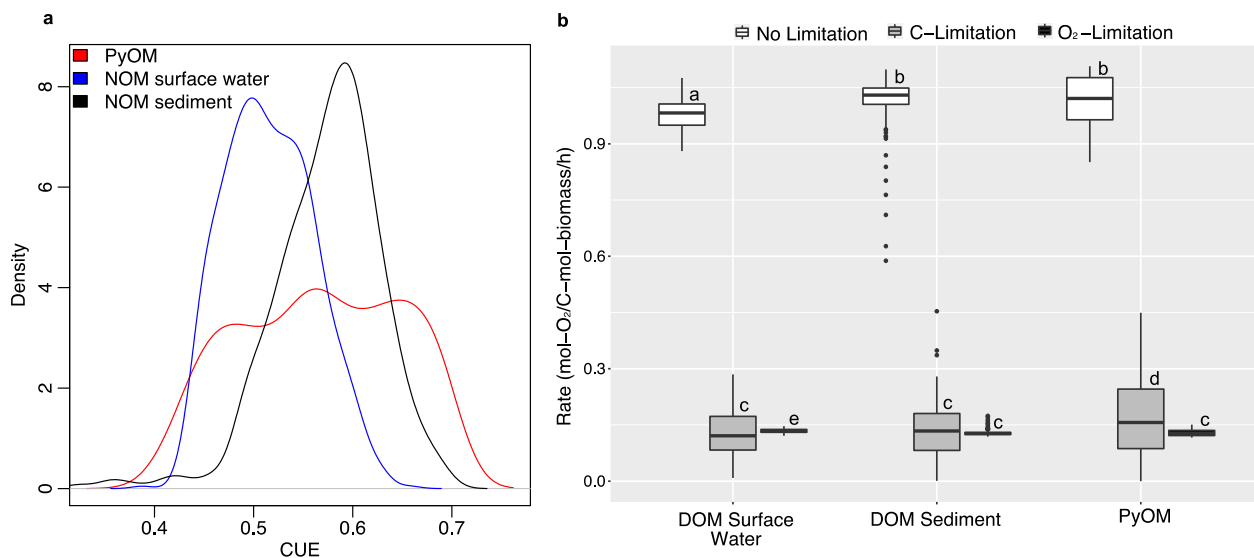 a
PyOM
NOM surface water
NOM sediment
Density
0
2
4
6
8
0.4
0.5
0.6
0.7
CUE
b
No Limitation
C−Limitation
O₂−Limitation
Rate (mol−O₂/C−mol−biomass/h)
0.9
0.6
0.3
0.0
a
b
b
c
e
c
c
d
c
DOM Surface
Water
DOM Sediment
PyOM